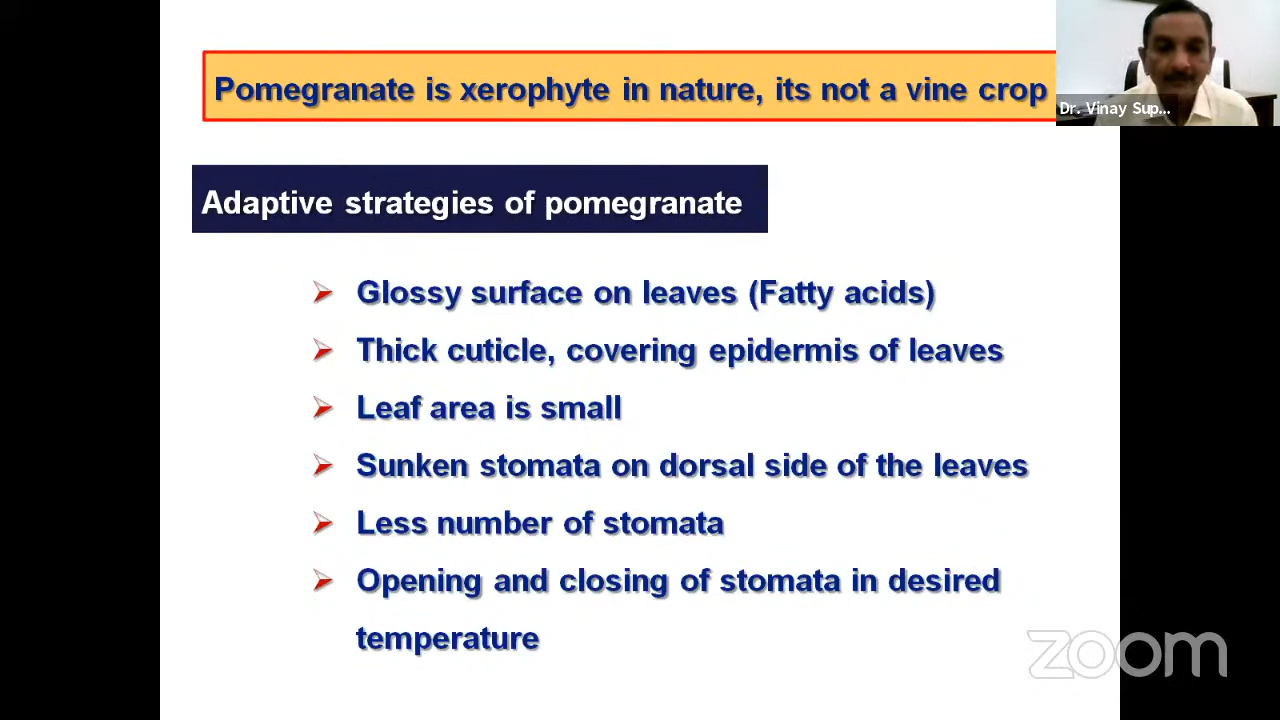 Pomegranate is xerophyte in nature, its not a vine crop
Dr. Vinay Sup...
Adaptive strategies of pomegranate
Glossy surface on leaves (Fatty acids)
Thick cuticle, covering epidermis of leaves
Leaf area is small
Sunken stomata on dorsal side of the leaves
Less number of stomata
Opening and closing of stomata in desired
temperature
zoom